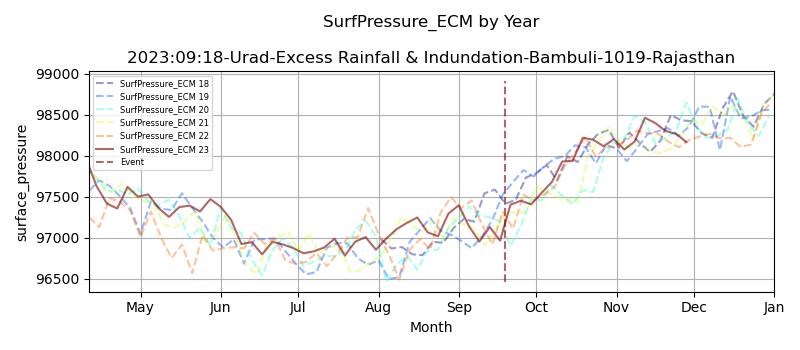 SurfPressure_ECM by Year
2023:09:18-Urad-Excess Rainfall & Indundation-Bambuli-1019-Rajasthan
99000
98500
98000
97500
97000
96500
surface_pressure
SurfPressure_ECM 18
SurfPressure_ECM 19
SurfPressure_ECM 20
SurfPressure_ECM 21
SurfPressure_ECM 22
SurfPressure_ECM 23
Event
May Jun Jul Aug Sep Oct Nov Dec Jan
Month